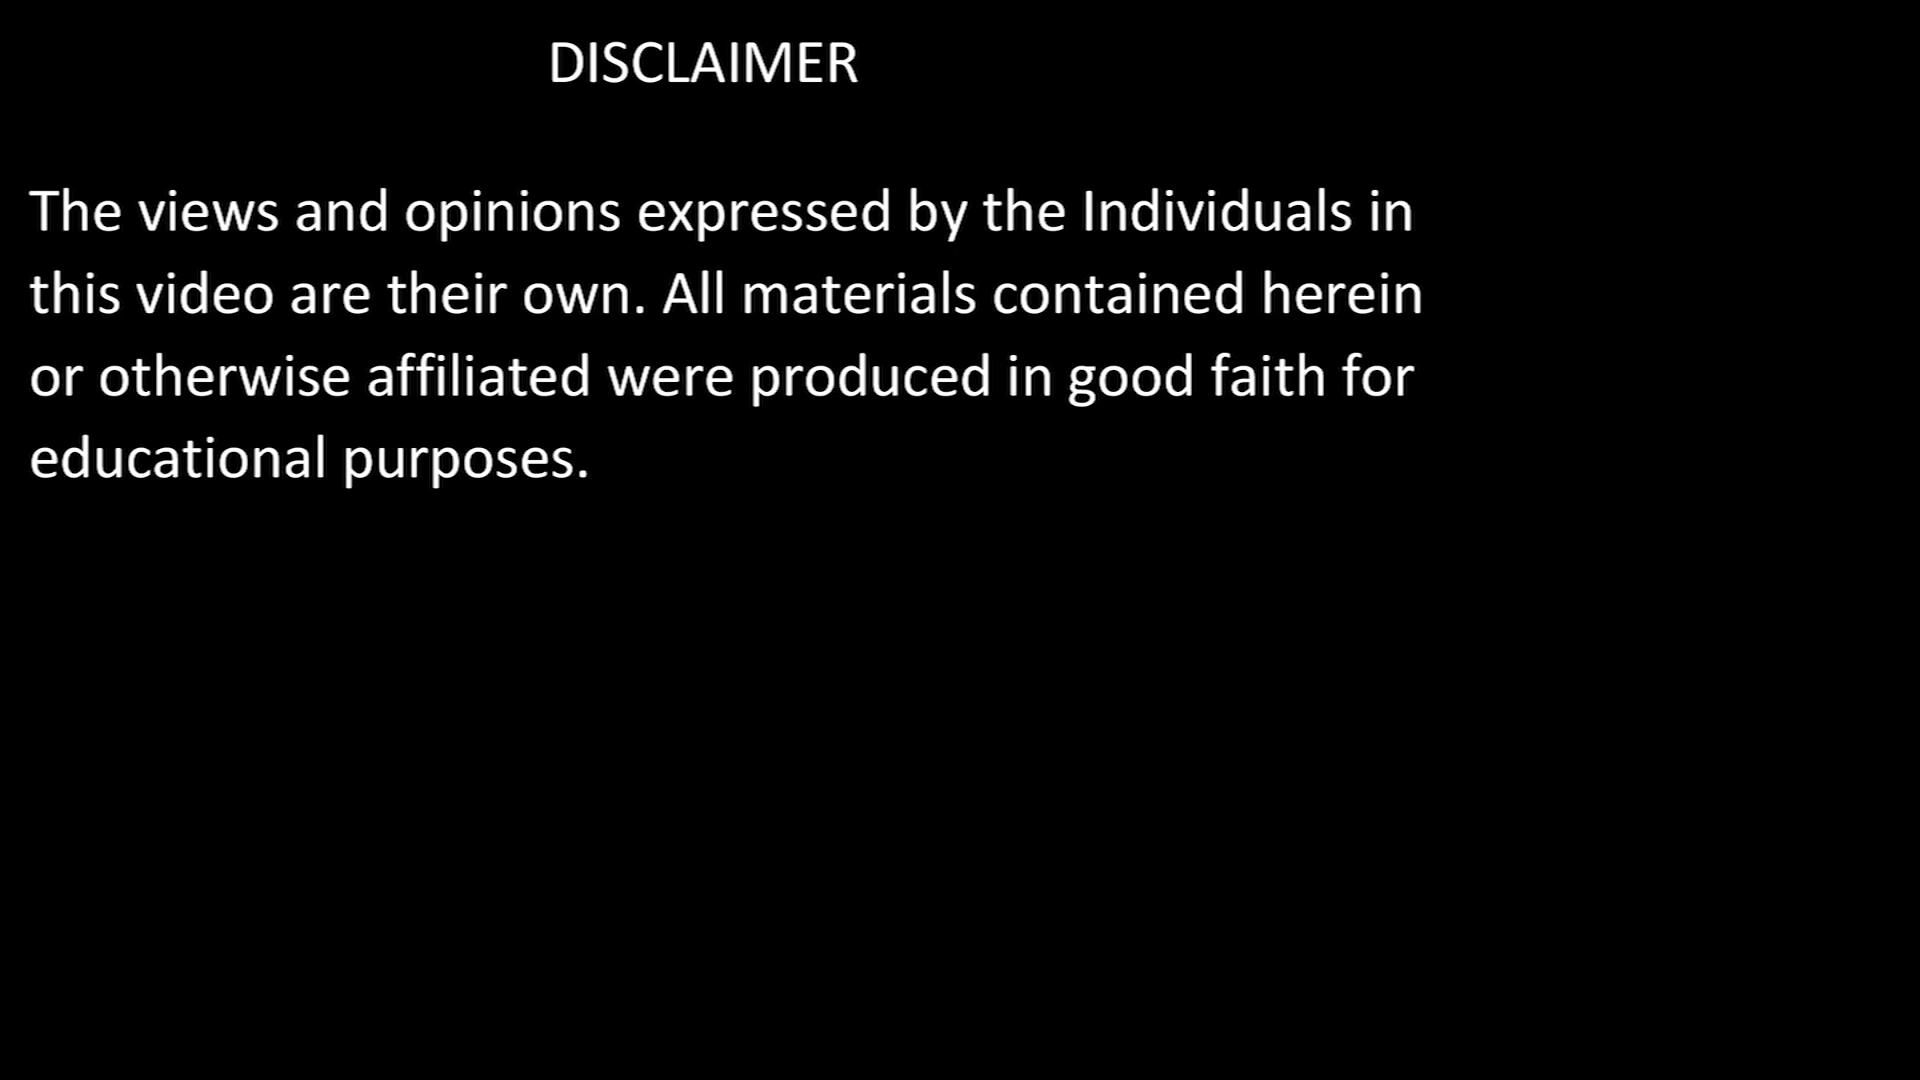 DISCLAIMER
The views and opinions expressed by the Individuals in
this video are their own. All materials contained herein
or otherwise affiliated were produced in good faith for
educational purposes.